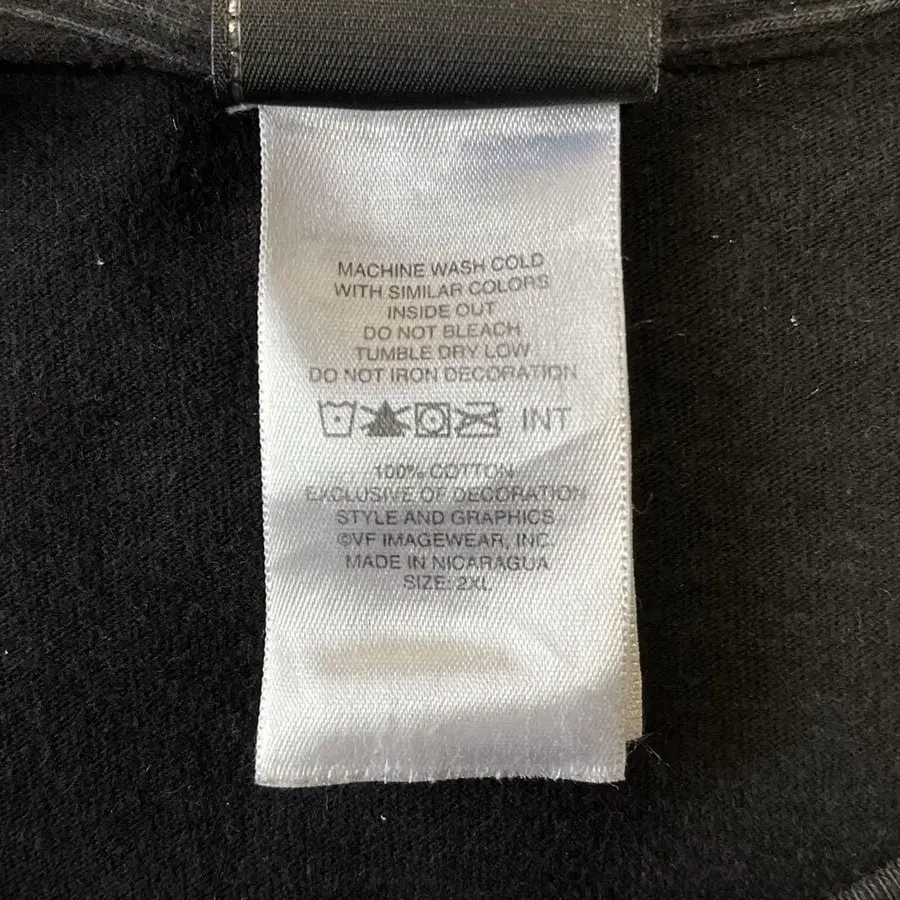 MACHINE WASH COLD
WITH SIMILAR COLORS
INSIDE OUT
DO NOT BLEACH
TUMBLE DRY LOW
DO NOT IRON DECORATION
INT
100% COTTON
EXCLUSIVE OF DECORATION
STYLE AND GRAPHICS
©VF IMAGEWEAR, INC.
MADE IN NICARAGUA
SIZE: 2XL